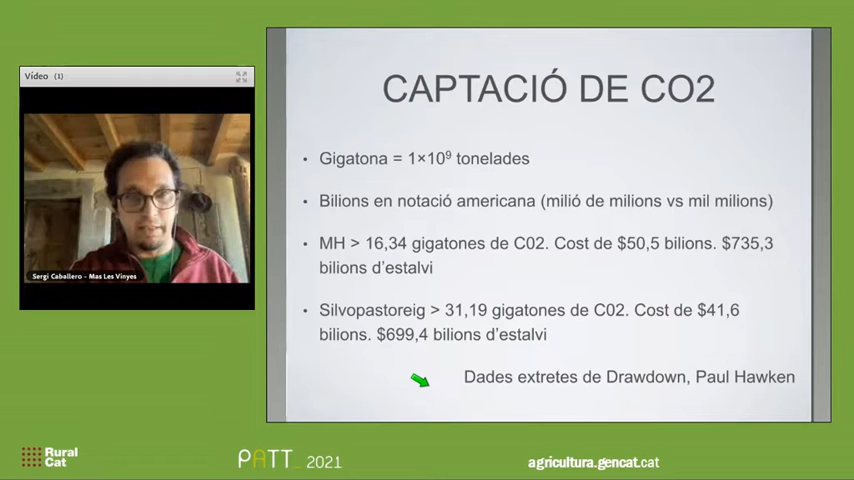 Vídeo (1)
Sergi Caballero - Mas Les Vinyes
CAPTACIÓ DE CO2
• Gigatona = 1×10⁹ tonelades
• Bilions en notació americana (milió de milions vs mil milions)
• MH > 16,34 gigatones de C02. Cost de $50,5 bilions. $735,3
bilions d'estalvi
• Silvopastoreig > 31,19 gigatones de C02. Cost de $41,6
bilions. $699,4 bilions d'estalvi
Dades extretes de Drawdown, Paul Hawken
Rural
Cat
PATT 2021
agricultura.gencat.cat